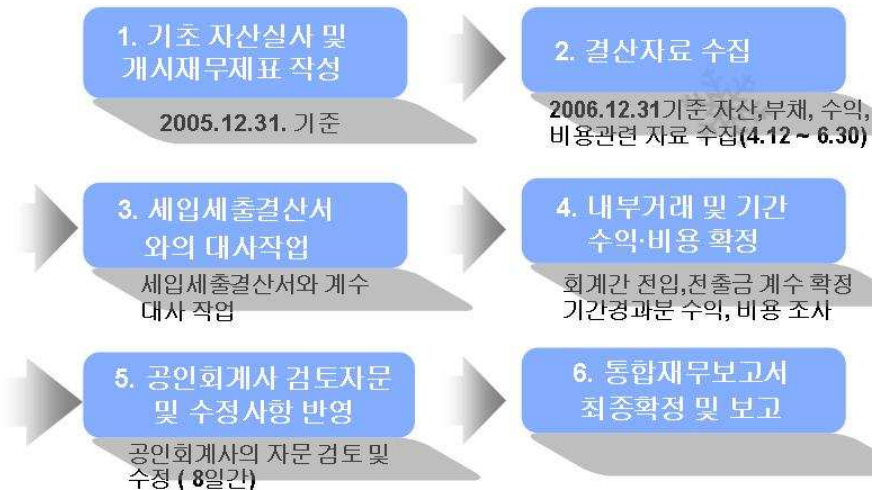 1. 기초 자산실사 및
개시재무제표 작성
2005.12.31. 기준
2. 결산자료 수집
2006.12.31기준 자산,부채, 수익,
비용관련 자료 수집(4.12 ~ 6.30)
3. 세입세출결산서
와의 대사작업
세입세출결산서와 계수
대사 작업
4. 내부거래 및 기간
수익·비용 확정
회계간 전입,전출금 계수 확정
기간경과분 수익, 비용 조사
5. 공인회계사 검토자문
및 수정사항 반영
공인회계사의 자문 검토 및
수정 ( 8일간)
6. 통합재무보고서
최종확정 및 보고